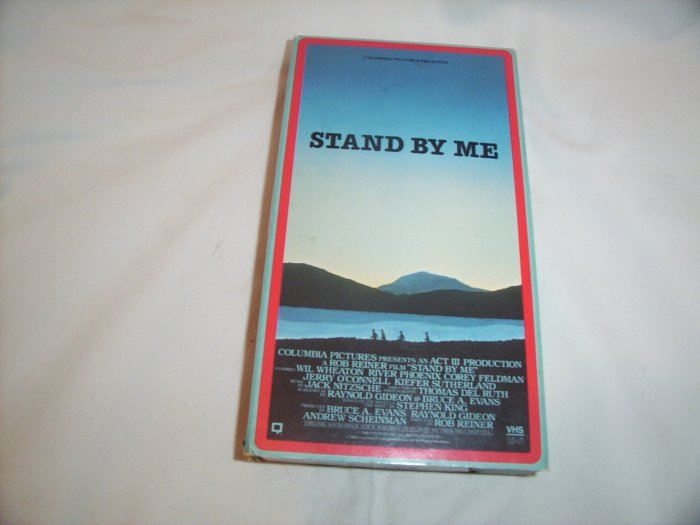 COLUMBIA PICTURES PRESENTS
STAND BY ME
COLUMBIA PICTURES PRESENTS AN ACT III PRODUCTION
A ROB REINER FILM "STAND BY ME"
WIL WHEATON RIVER PHOENIX COREY FELDMAN
JERRY O'CONNELL KIEFER SUTHERLAND
JACK NITZSCHE THOMAS DEL RUTH
RAYNOLD GIDEON & BRUCE A. EVANS
STEPHEN KING
BRUCE A. EVANS RAYNOLD GIDEON
ANDREW SCHEINMAN ROB REINER
VHS